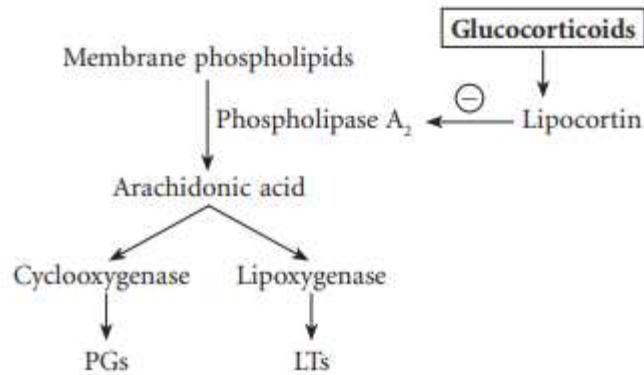 Glucocorticoids
Membrane phospholipids
Phospholipase A₂
−
Lipocortin
Arachidonic acid
Cyclooxygenase
Lipoxygenase
PGs
LTs